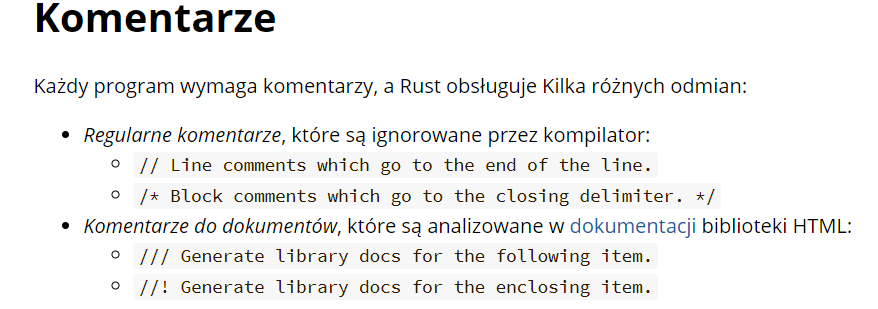 Komentarze
Każdy program wymaga komentarzy, a Rust obsługuje Kilka różnych odmian:
Regularne komentarze, które są ignorowane przez kompilator:
// Line comments which go to the end of the line.
/* Block comments which go to the closing delimiter. */
Komentarze do dokumentów, które są analizowane w dokumentacji biblioteki HTML:
/// Generate library docs for the following item.
//! Generate library docs for the enclosing item.